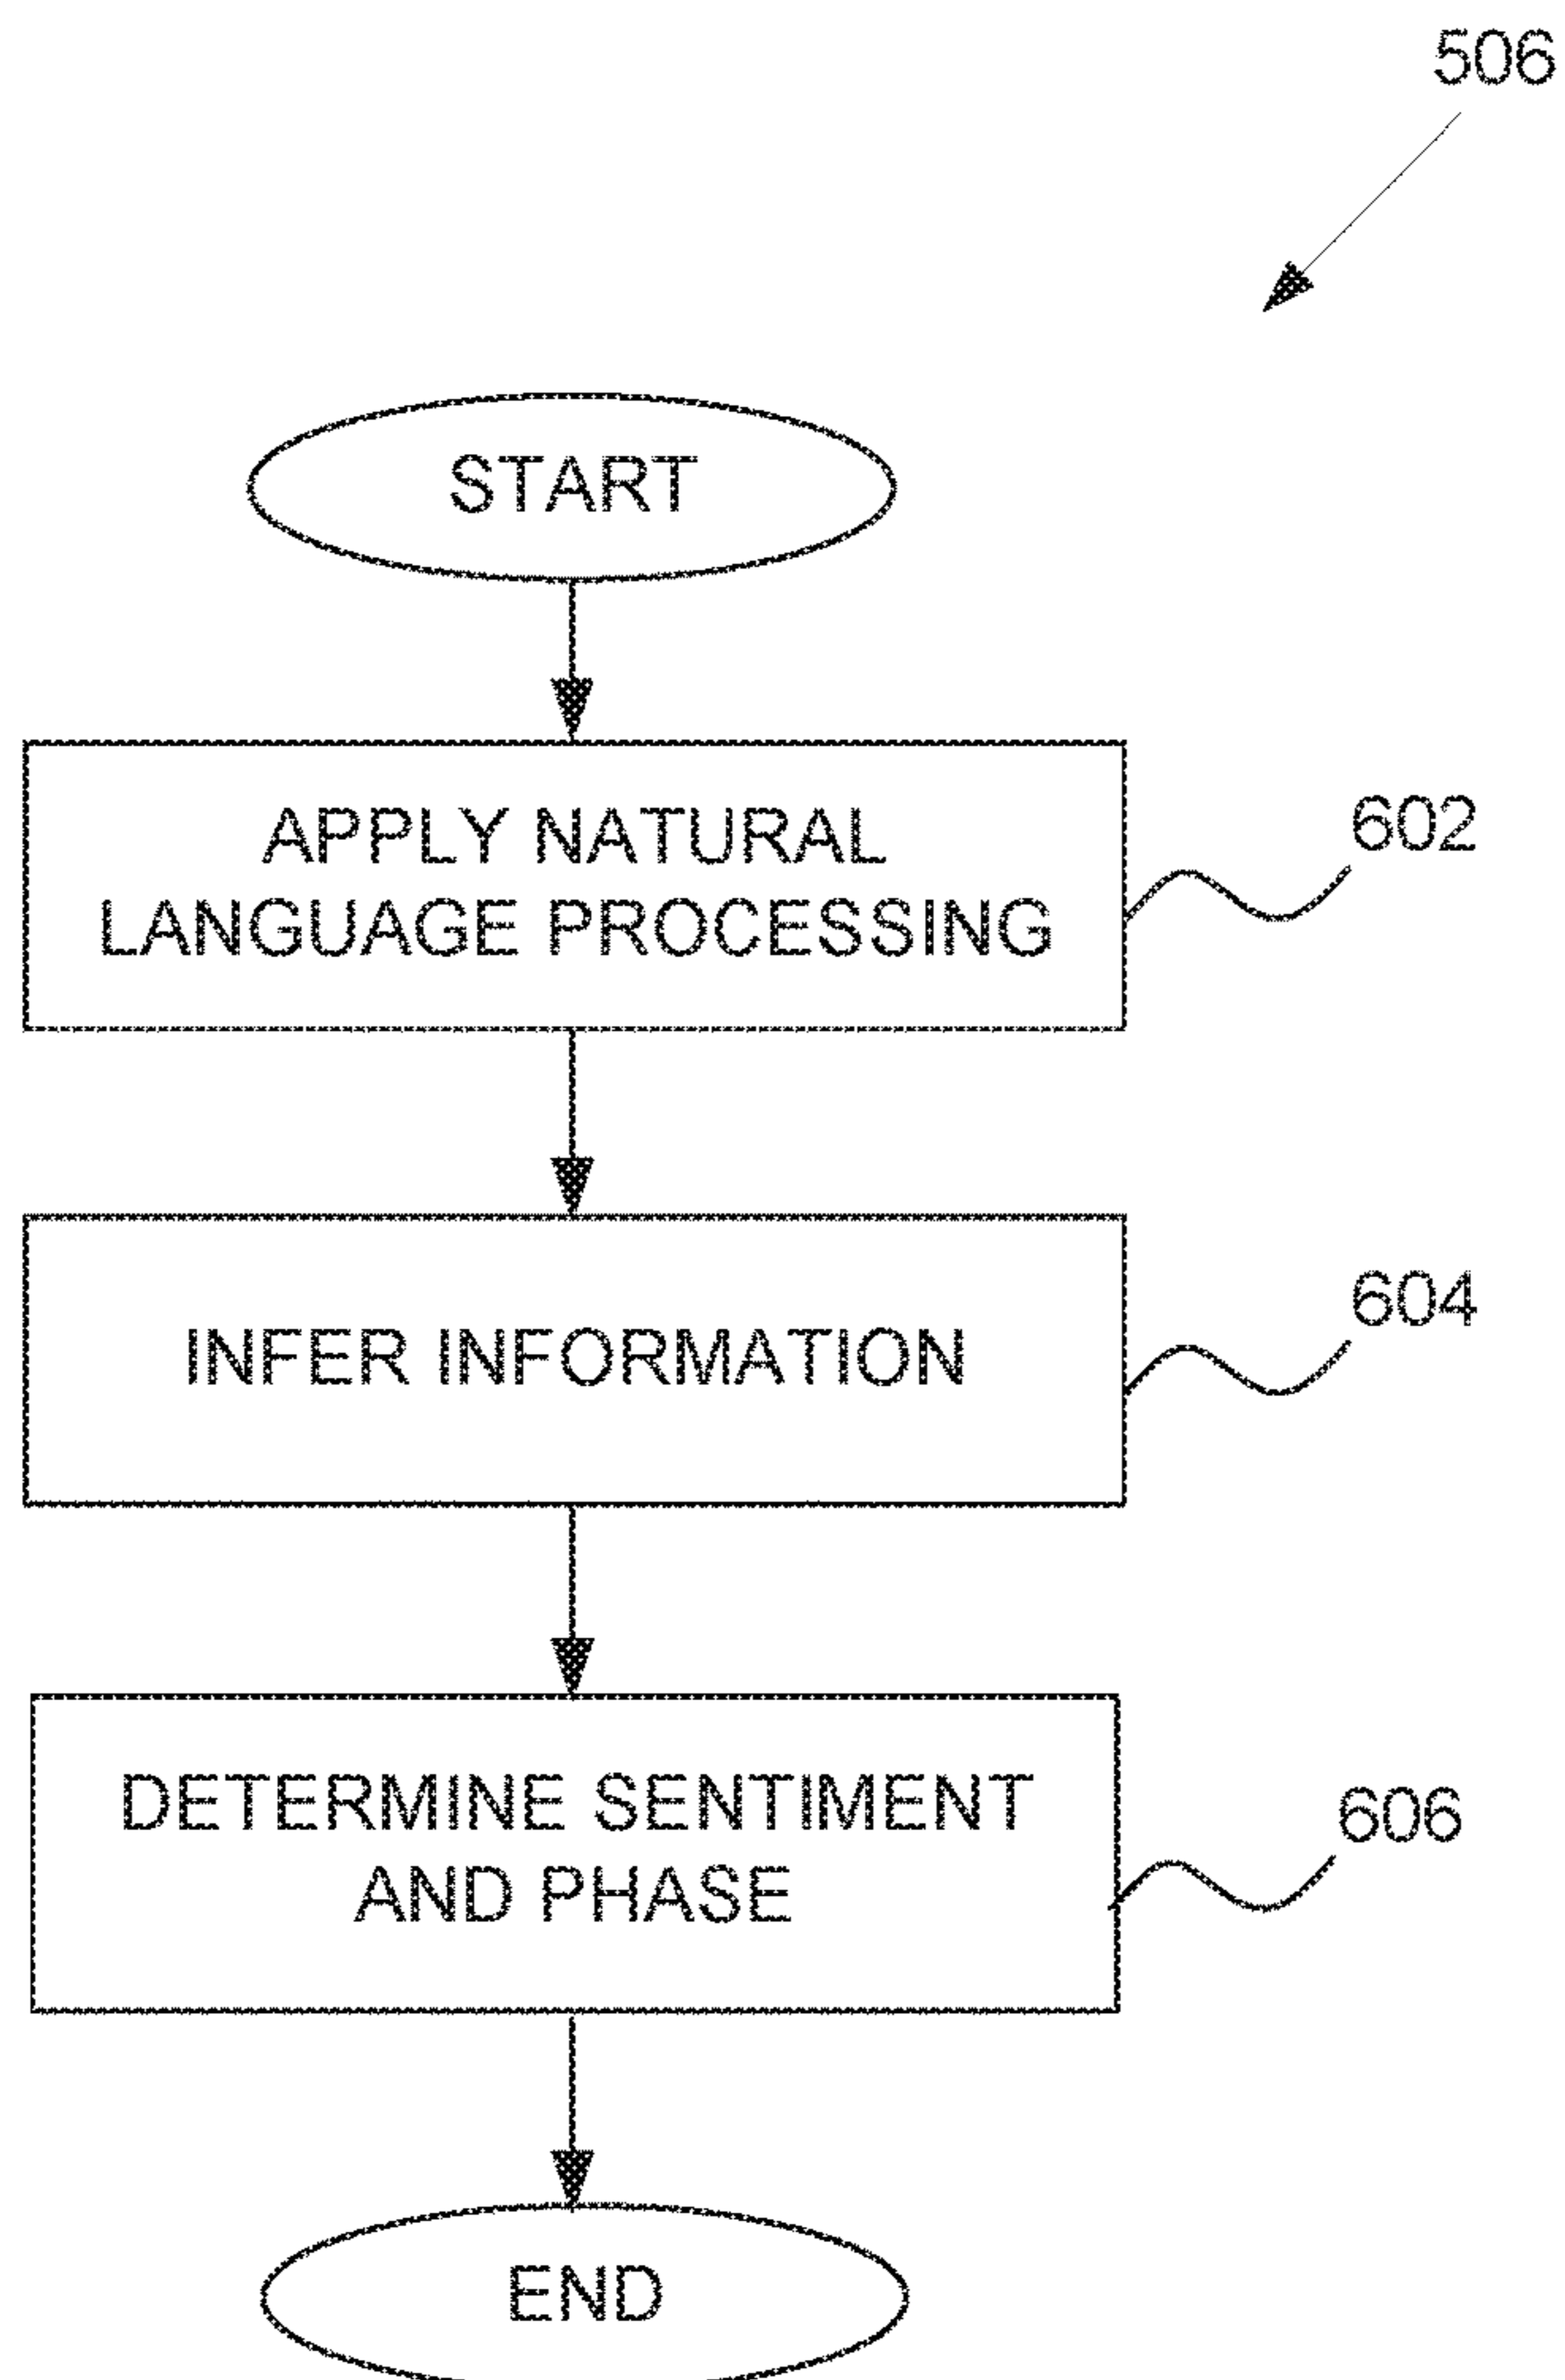 506
START
APPLY NATURAL
LANGUAGE PROCESSING
602
INFER INFORMATION
604
DETERMINE SENTIMENT
AND PHASE
606
END